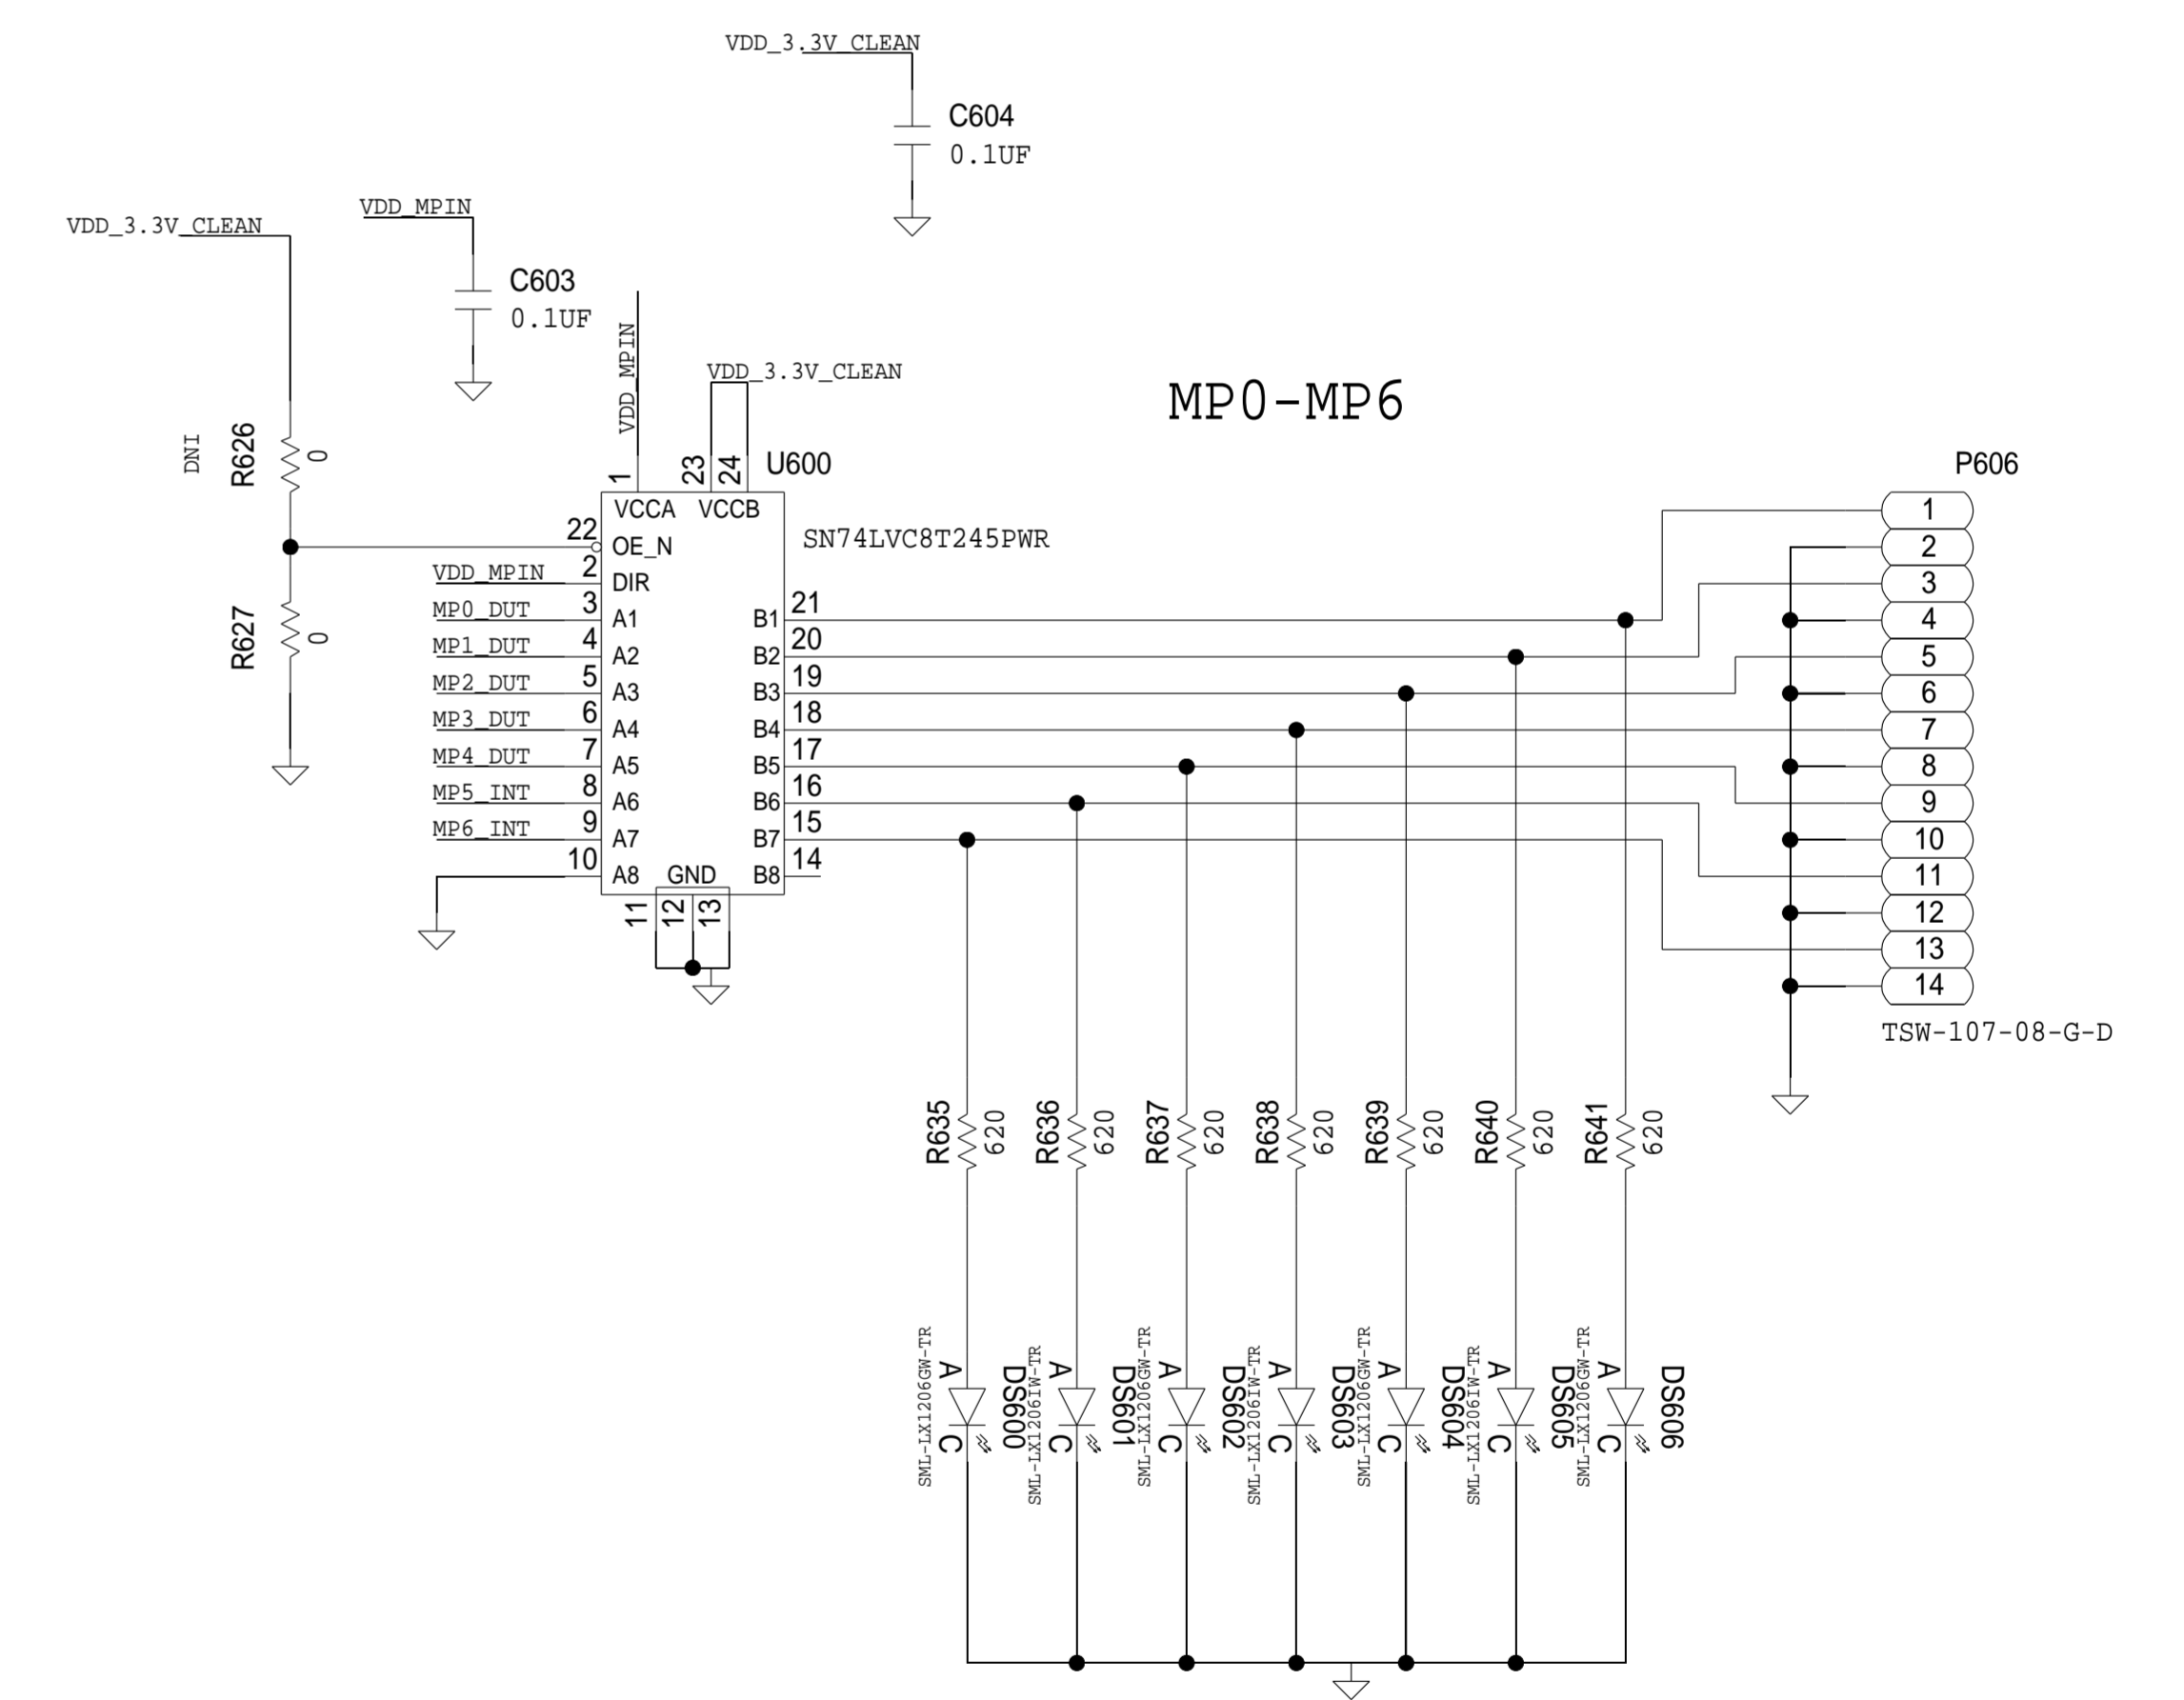 VDD_3.3V_CLEAN
C604
0.1UF
VDD_MPIN
VDD_3.3V_CLEAN
C603
0.1UF
VDD_MPIN
VDD_3.3V_CLEAN
MP0-MP6
DNI
R626
0
1
23
24
U600
P606
VCCA
VCCB
SN74LVC8T245PWR
22
OE_N
VDD_MPIN
2
DIR
R627
0
MP0_DUT
3
A1
B1
21
MP1_DUT
4
A2
B2
20
MP2_DUT
5
A3
B3
19
MP3_DUT
6
A4
B4
18
MP4_DUT
7
A5
B5
17
MP5_INT
8
A6
B6
16
MP6_INT
9
A7
B7
15
10
A8
GND
B8
14
11
12
13
1
2
3
4
5
6
7
8
9
10
11
12
13
14
TSW-107-08-G-D
R635
620
R636
620
R637
620
R638
620
R639
620
R640
620
R641
620
SML-LX1206GW-TR
A
C
DS600
SML-LX1206IW-TR
A
C
DS601
SML-LX1206GW-TR
A
C
DS602
SML-LX1206IW-TR
A
C
DS603
SML-LX1206GW-TR
A
C
DS604
SML-LX1206IW-TR
A
C
DS605
SML-LX1206GW-TR
A
C
DS606